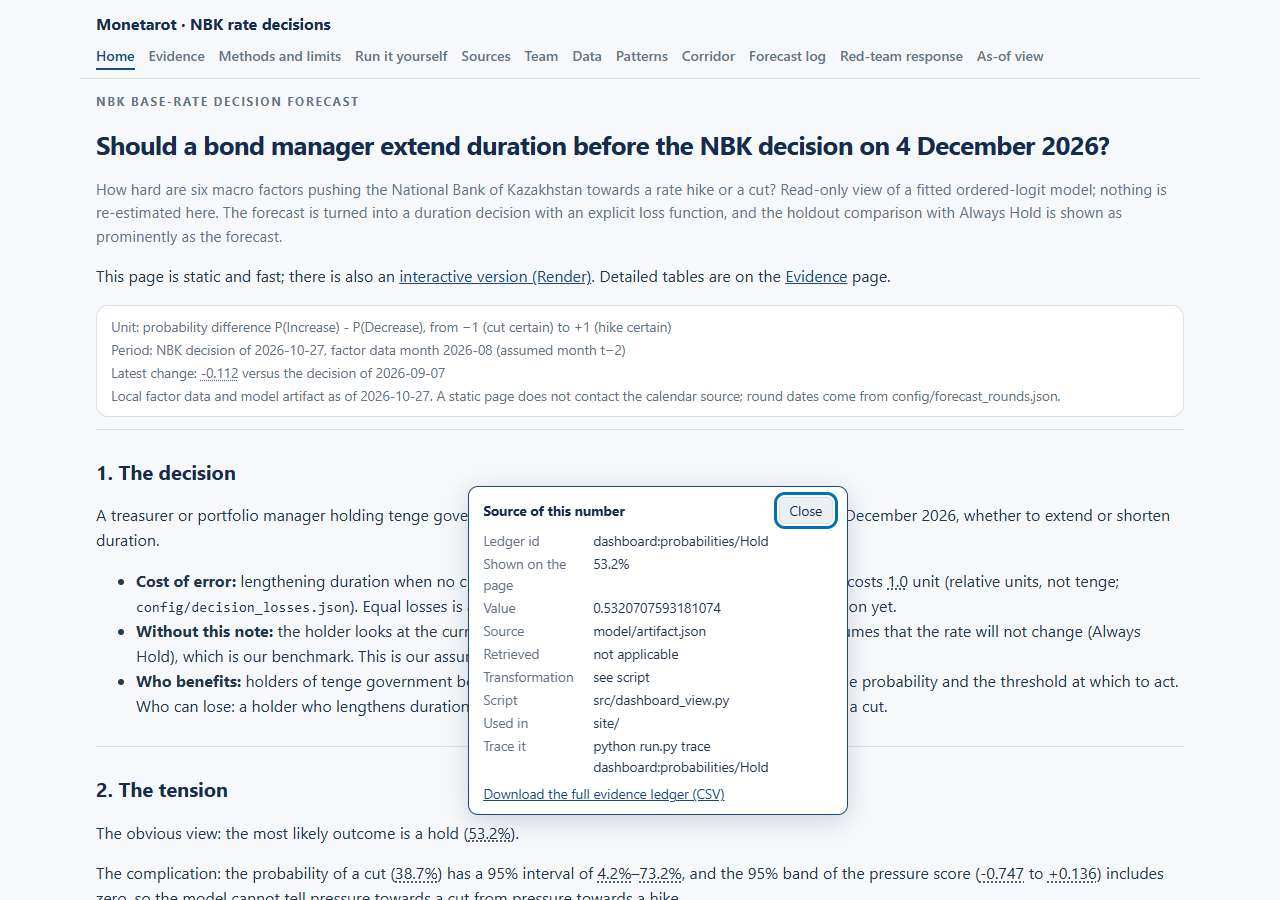 Monetarot · NBK rate decisions
Home Evidence Methods and limits Run it yourself Sources Team Data Patterns Corridor Forecast log Red-team response As-of view
NBK BASE-RATE DECISION FORECAST
Should a bond manager extend duration before the NBK decision on 4 December 2026?
How hard are six macro factors pushing the National Bank of Kazakhstan towards a rate hike or a cut? Read-only view of a fitted ordered-logit model; nothing is
re-estimated here. The forecast is turned into a duration decision with an explicit loss function, and the holdout comparison with Always Hold is shown as
prominently as the forecast.
This page is static and fast; there is also an interactive version (Render). Detailed tables are on the Evidence page.
Unit: probability difference P(Increase) - P(Decrease), from −1 (cut certain) to +1 (hike certain)
Period: NBK decision of 2026-10-27, factor data month 2026-08 (assumed month t−2)
Latest change: -0.112 versus the decision of 2026-09-07
Local factor data and model artifact as of 2026-10-27. A static page does not contact the calendar source; round dates come from config/forecast_rounds.json.
1. The decision
A treasurer or portfolio manager holding tenge December 2026, whether to extend or shorten
duration.
Cost of error: lengthening duration when no costs 1.0 unit (relative units, not tenge;
config/decision_losses.json). Equal losses is on yet.
Without this note: the holder looks at the that the rate will not change (Always
Hold), which is our benchmark. This is our
Who benefits: holders of tenge government probability and the threshold at which to act.
Who can lose: a holder who lengthens duration a cut.
Source of this number
Close
Ledger id dashboard:probabilities/Hold
Shown on the 53.2%
page
Value 0.5320707593181074
Source model/artifact.json
Retrieved not applicable
Transformation see script
Script src/dashboard_view.py
Used in site/
Trace it python run.py trace
dashboard:probabilities/Hold
Download the full evidence ledger (CSV)
2. The tension
The obvious view: the most likely outcome is a hold (53.2%).
The complication: the probability of a cut (38.7%) has a 95% interval of 4.2%–73.2%, and the 95% band of the pressure score (-0.747 to +0.136) includes
zero, so the model cannot tell pressure towards a cut from pressure towards a hike.